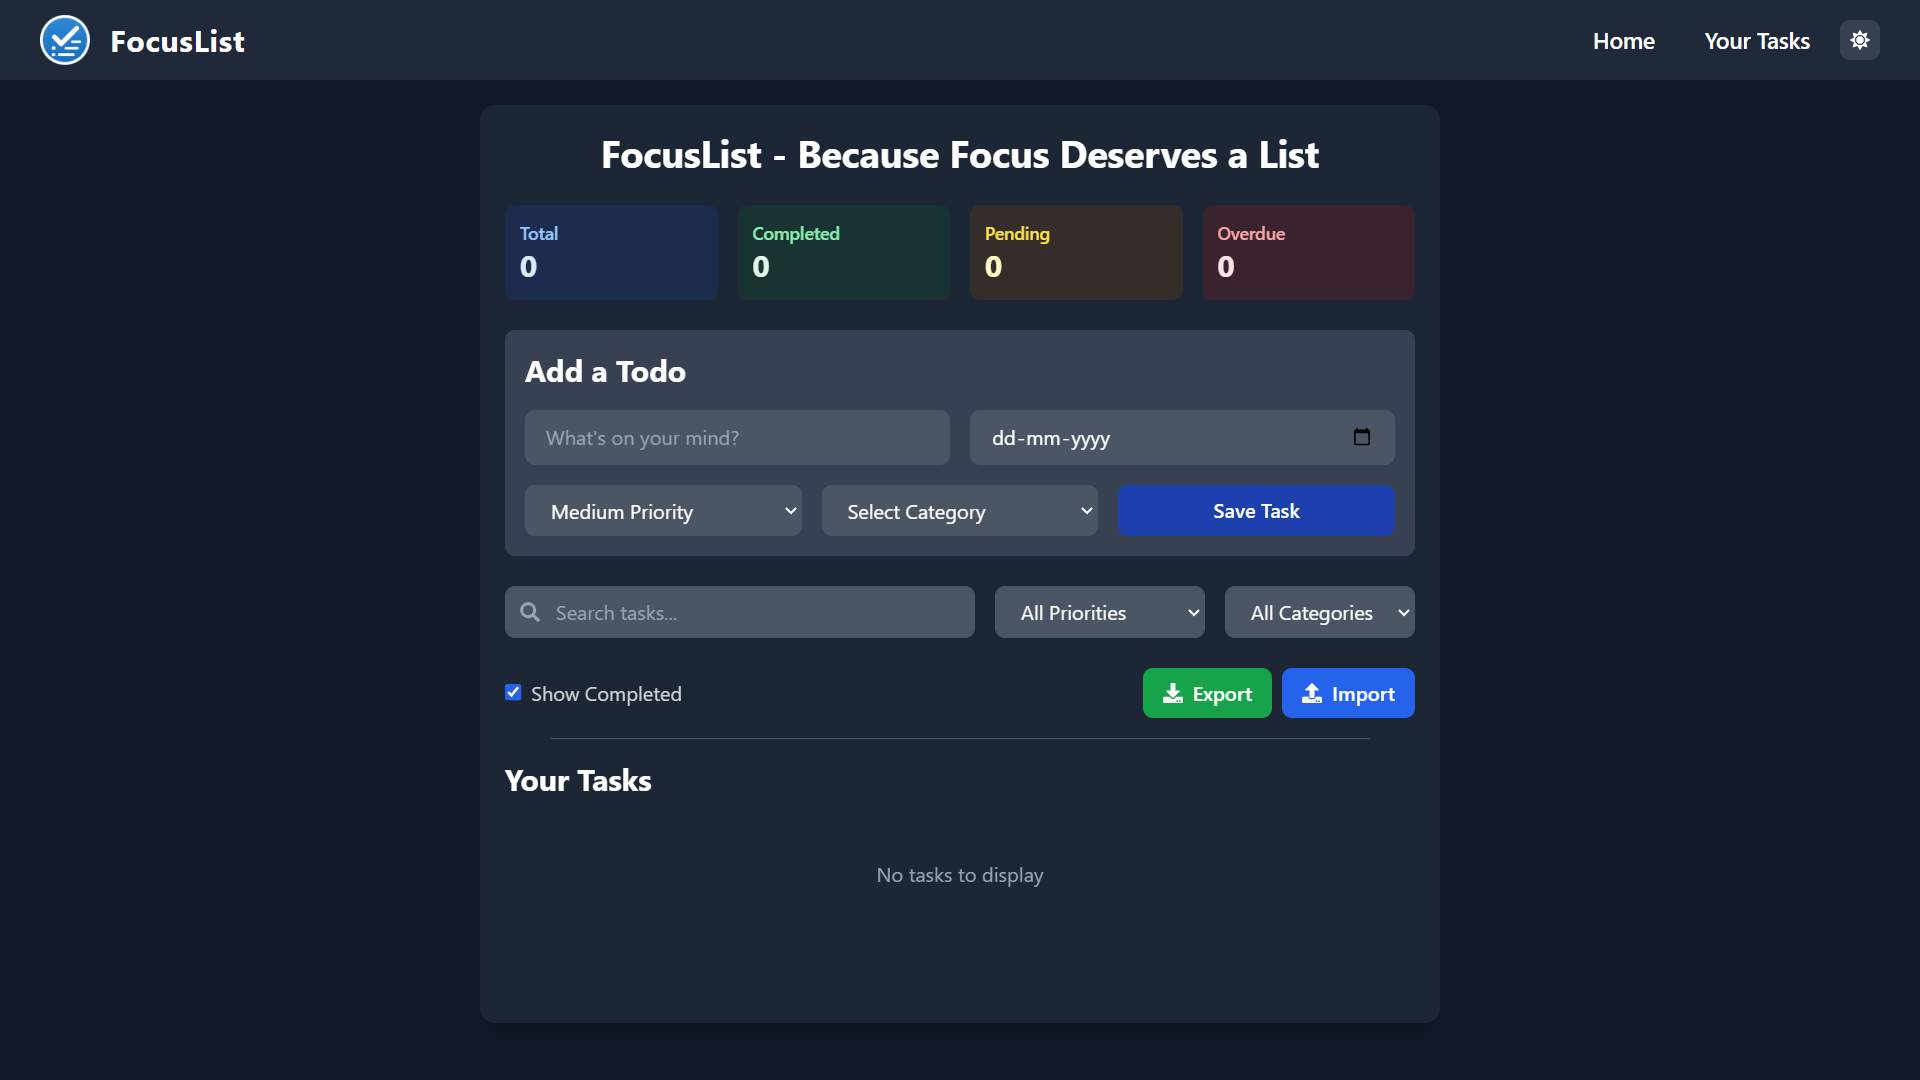 FocusList
Home
Your Tasks
FocusList - Because Focus Deserves a List
Total
0
Completed
0
Pending
0
Overdue
0
Add a Todo
What's on your mind?
dd-mm-yyyy
Medium Priority
Select Category
Save Task
Search tasks...
All Priorities
All Categories
Show Completed
Export
Import
Your Tasks
No tasks to display